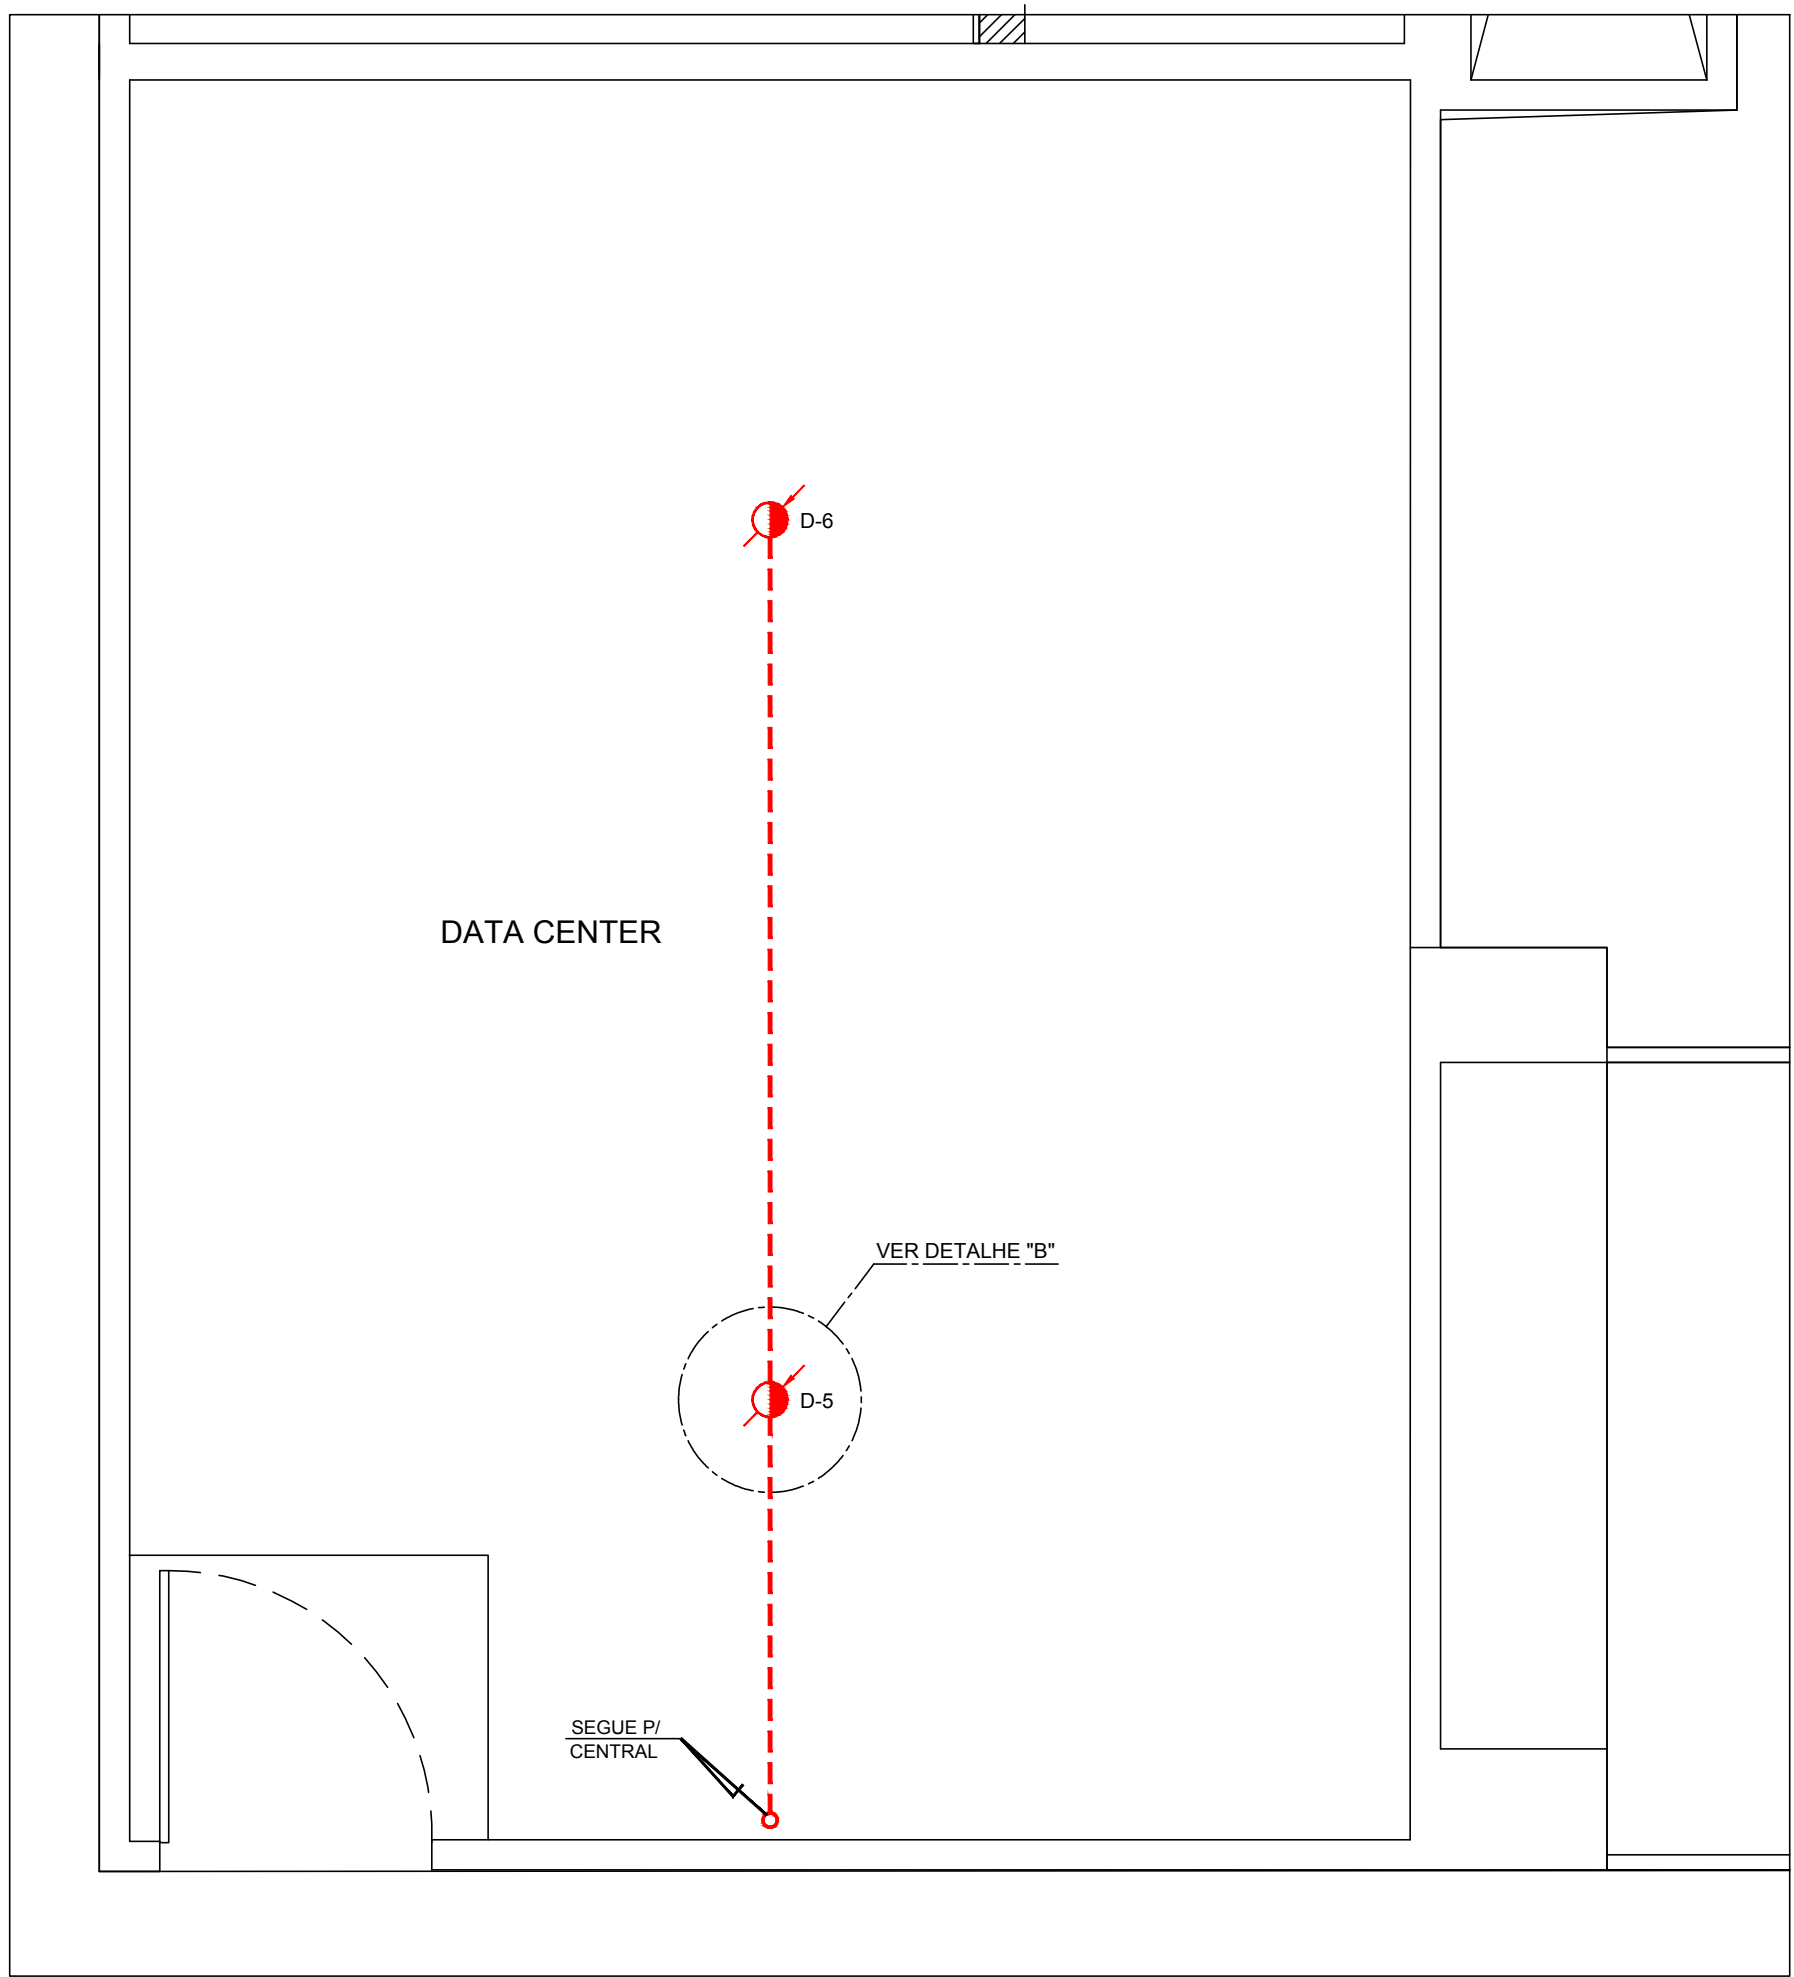 D-6
DATA CENTER
VER DETALHE "B"
D-5
SEGUE P/
CENTRAL